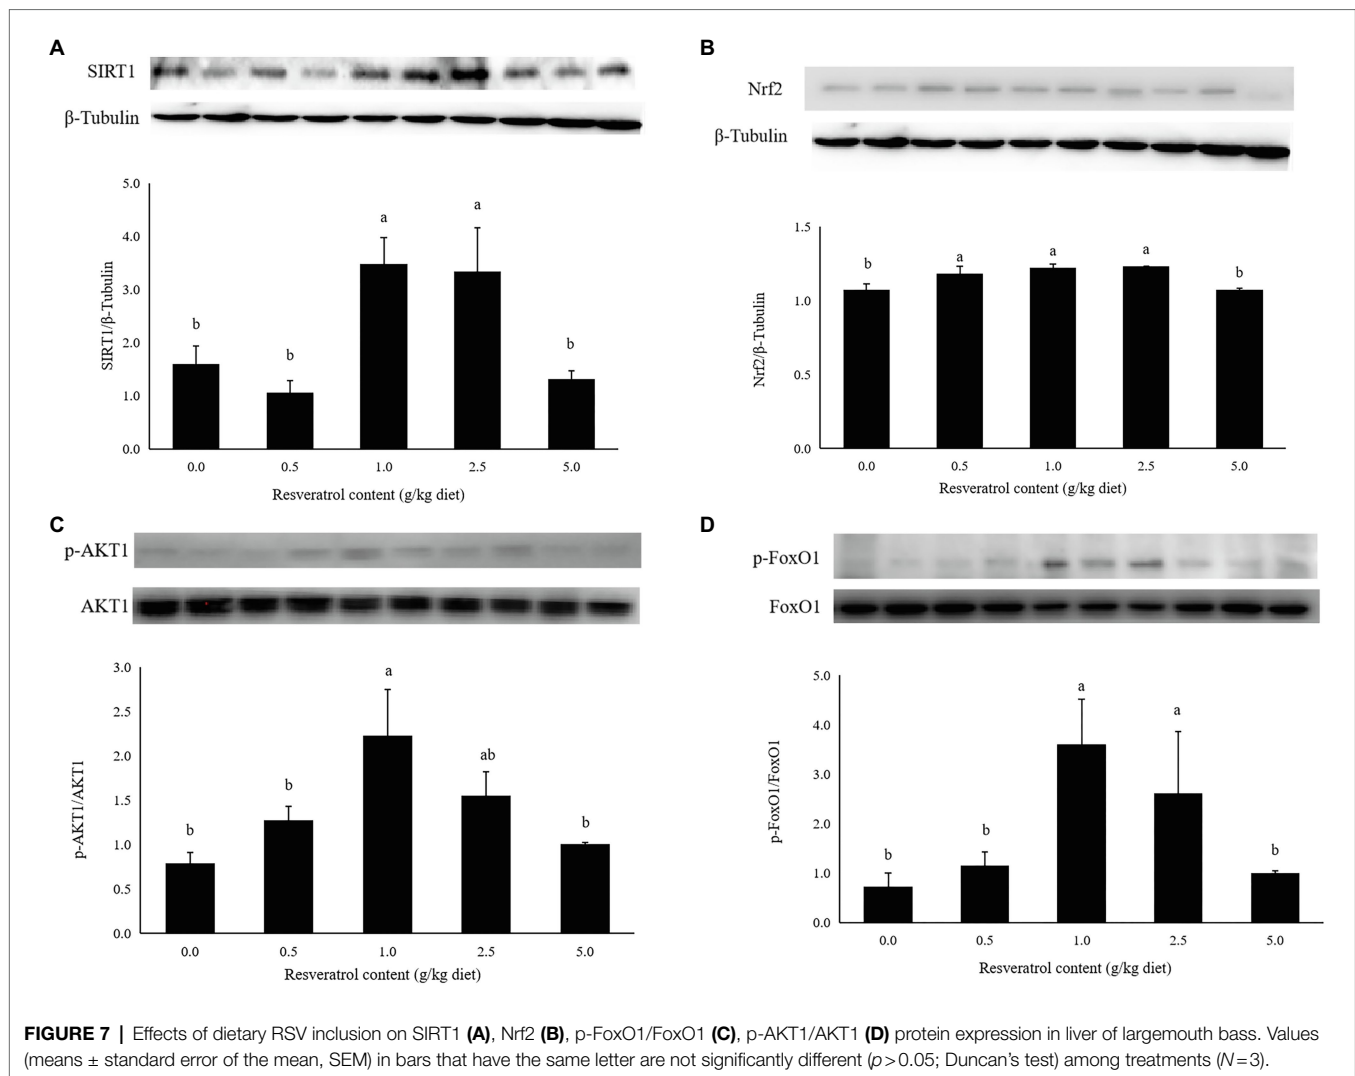 A
SIRT1
β-Tubulin
5.0
4.0
3.0
2.0
1.0
0.0
SIRT1/β-Tubulin
b
b
a
a
b
0.0 0.5 1.0 2.5 5.0
Resveratrol content (g/kg diet)
B
Nrf2
β-Tubulin
1.5
1.0
0.5
0.0
Nrf2/β-Tubulin
b
a
a
a
b
0.0 0.5 1.0 2.5 5.0
Resveratrol content (g/kg diet)
C
p-AKT1
AKT1
3.0
2.5
2.0
1.5
1.0
0.5
0.0
p-AKT1/AKT1
b
b
a
ab
b
0.0 0.5 1.0 2.5 5.0
Resveratrol content (g/kg diet)
D
p-FoxO1
FoxO1
5.0
4.0
3.0
2.0
1.0
0.0
p-FoxO1/FoxO1
b
b
a
a
b
0.0 0.5 1.0 2.5 5.0
Resveratrol content (g/kg diet)
FIGURE 7 | Effects of dietary RSV inclusion on SIRT1 (A), Nrf2 (B), p-FoxO1/FoxO1 (C), p-AKT1/AKT1 (D) protein expression in liver of largemouth bass. Values
(means ± standard error of the mean, SEM) in bars that have the same letter are not significantly different (p > 0.05; Duncan's test) among treatments (N = 3).